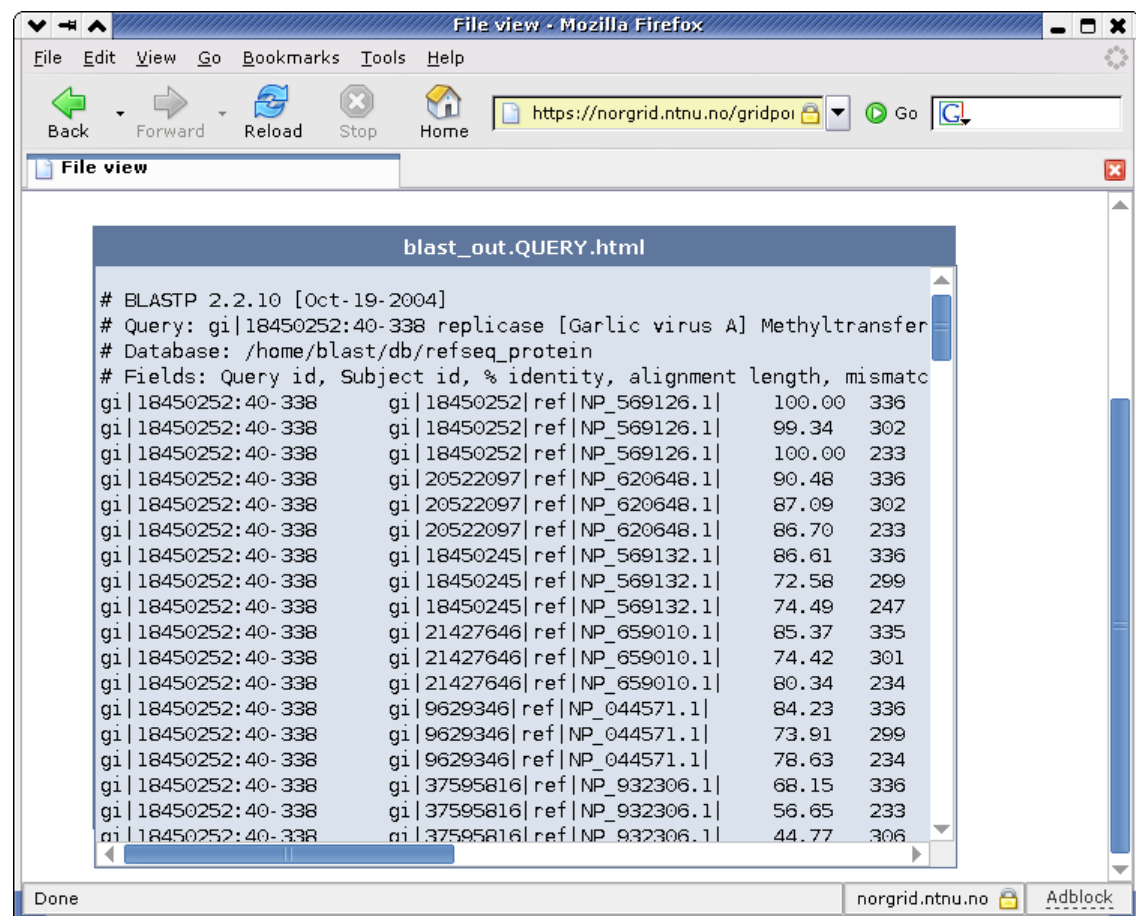 File view - Mozilla Firefox
File Edit View Go Bookmarks Tools Help
Back Forward Reload Stop Home https://norgrid.ntnu.no/gridpor Go G
File view
blast_out.QUERY.html
# BLASTP 2.2.10 [Oct-19-2004]
# Query: gi|18450252:40-338 replicase [Garlic virus A] Methyltransfer
# Database: /home/blast/db/refseq_protein
# Fields: Query id, Subject id, % identity, alignment length, mismatc
gi|18450252:40-338 gi|18450252|ref|NP_569126.1| 100.00 336
gi|18450252:40-338 gi|18450252|ref|NP_569126.1| 99.34 302
gi|18450252:40-338 gi|18450252|ref|NP_569126.1| 100.00 233
gi|18450252:40-338 gi|20522097|ref|NP_620648.1| 90.48 336
gi|18450252:40-338 gi|20522097|ref|NP_620648.1| 87.09 302
gi|18450252:40-338 gi|20522097|ref|NP_620648.1| 86.70 233
gi|18450252:40-338 gi|18450245|ref|NP_569132.1| 86.61 336
gi|18450252:40-338 gi|18450245|ref|NP_569132.1| 72.58 299
gi|18450252:40-338 gi|18450245|ref|NP_569132.1| 74.49 247
gi|18450252:40-338 gi|21427646|ref|NP_659010.1| 85.37 335
gi|18450252:40-338 gi|21427646|ref|NP_659010.1| 74.42 301
gi|18450252:40-338 gi|21427646|ref|NP_659010.1| 80.34 234
gi|18450252:40-338 gi|9629346|ref|NP_044571.1| 84.23 336
gi|18450252:40-338 gi|9629346|ref|NP_044571.1| 73.91 299
gi|18450252:40-338 gi|9629346|ref|NP_044571.1| 78.63 234
gi|18450252:40-338 gi|37595816|ref|NP_932306.1| 68.15 336
gi|18450252:40-338 gi|37595816|ref|NP_932306.1| 56.65 233
gi|18450252:40-338 gi|37595816|ref|NP_932306.1| 44.77 306
Done norgrid.ntnu.no Adblock